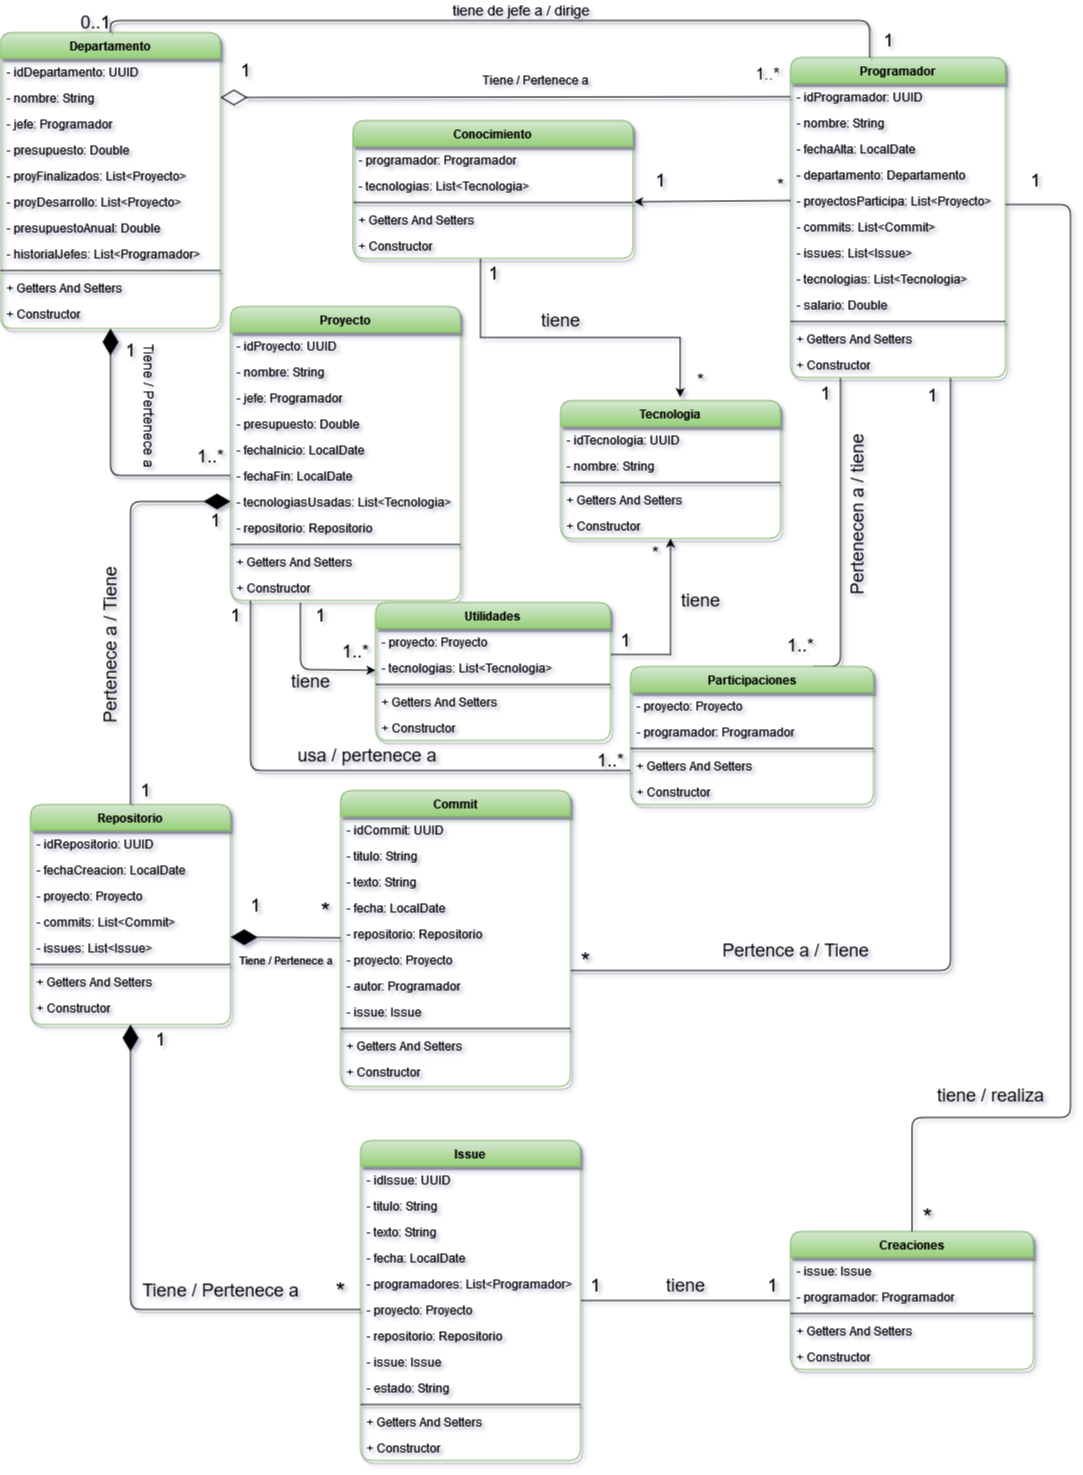 tiene de jefe a / dirige
0..1
1
Departamento
- idDepartamento: UUID
- nombre: String
- jefe: Programador
- presupuesto: Double
- proyFinalizados: List<Proyecto>
- proyDesarrollo: List<Proyecto>
- presupuestoAnual: Double
- historialJefes: List<Programador>
+ Getters And Setters
+ Constructor
1
Tiene / Pertenece a
1..*
Programador
- idProgramador: UUID
- nombre: String
- fechaAlta: LocalDate
- departamento: Departamento
- proyectosParticipa: List<Proyecto>
- commits: List<Commit>
- issues: List<Issue>
- tecnologias: List<Tecnologia>
- salario: Double
+ Getters And Setters
+ Constructor
Conocimiento
- programador: Programador
- tecnologias: List<Tecnologia>
+ Getters And Setters
+ Constructor
1
*
1
1
tiene
*
1
Tiene / Pertenece a
1..*
Proyecto
- idProyecto: UUID
- nombre: String
- jefe: Programador
- presupuesto: Double
- fechaInicio: LocalDate
- fechaFin: LocalDate
- tecnologiasUsadas: List<Tecnologia>
- repositorio: Repositorio
+ Getters And Setters
+ Constructor
Tecnologia
- idTecnologia: UUID
- nombre: String
+ Getters And Setters
+ Constructor
1
1
Pertenecen a / tiene
1..*
1
Pertenece a / Tiene
1
1
1
1..*
tiene
Utilidades
- proyecto: Proyecto
- tecnologias: List<Tecnologia>
+ Getters And Setters
+ Constructor
1
tiene
*
usa / pertenece a
1..*
Participaciones
- proyecto: Proyecto
- programador: Programador
+ Getters And Setters
+ Constructor
Repositorio
- idRepositorio: UUID
- fechaCreacion: LocalDate
- proyecto: Proyecto
- commits: List<Commit>
- issues: List<Issue>
+ Getters And Setters
+ Constructor
1
*
Tiene / Pertenece a
Commit
- idCommit: UUID
- titulo: String
- texto: String
- fecha: LocalDate
- repositorio: Repositorio
- proyecto: Proyecto
- autor: Programador
- issue: Issue
+ Getters And Setters
+ Constructor
*
Pertence a / Tiene
1
Tiene / Pertenece a
*
tiene / realiza
*
Issue
- idIssue: UUID
- titulo: String
- texto: String
- fecha: LocalDate
- programadores: List<Programador>
- proyecto: Proyecto
- repositorio: Repositorio
- issue: Issue
- estado: String
+ Getters And Setters
+ Constructor
1
tiene
1
Creaciones
- issue: Issue
- programador: Programador
+ Getters And Setters
+ Constructor